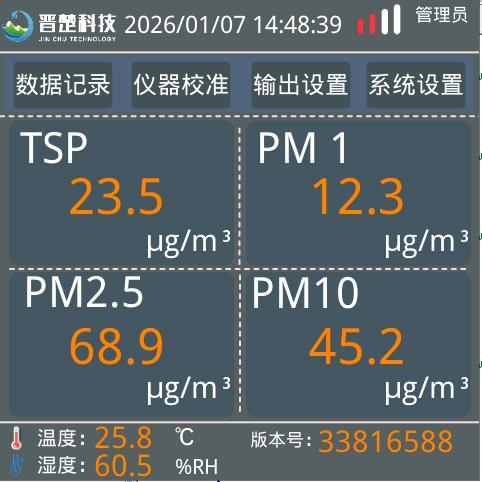 晋楚科技 2026/01/07 14:48:39 管理员
JIN CHU TECHNOLOGY
数据记录 仪器校准 输出设置 系统设置
TSP
23.5
μg/m³
PM 1
12.3
μg/m³
PM2.5
68.9
μg/m³
PM10
45.2
μg/m³
温度: 25.8 ℃
湿度: 60.5 %RH
版本号: 33816588